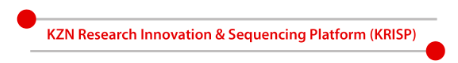 KZN Research Innovation & Sequencing Platform (KRISP)